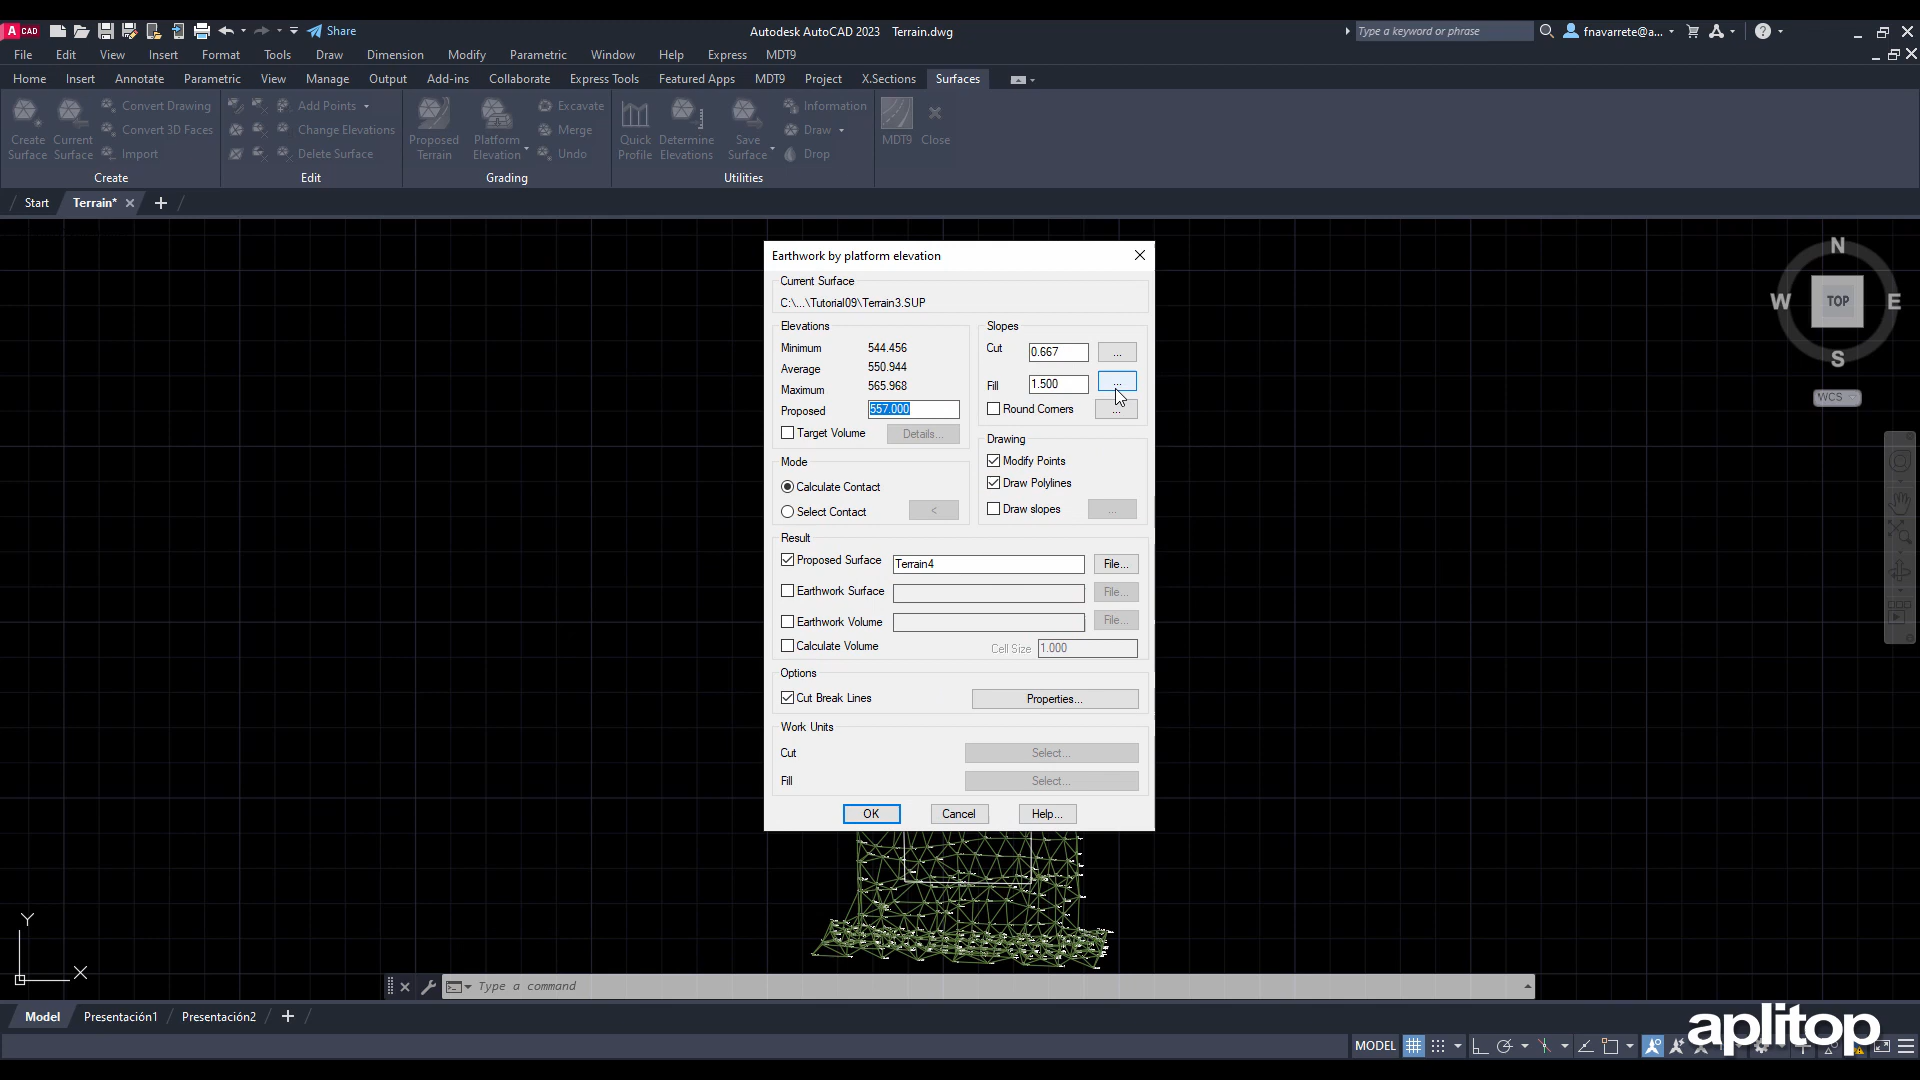 A CAD
Share
Autodesk AutoCAD 2023 Terrain.dwg
Type a keyword or phrase
fnavarrete@a...
File Edit View Insert Format Tools Draw Dimension Modify Parametric Window Help Express MDT9
Home Insert Annotate Parametric View Manage Output Add-ins Collaborate Express Tools Featured Apps MDT9 Project X.Sections Surfaces
Create Surface
Current Surface
Convert Drawing
Convert 3D Faces
Import
Create
Add Points
Change Elevations
Delete Surface
Edit
Proposed Terrain
Platform Elevation
Excavate
Merge
Undo
Grading
Quick Profile
Determine Elevations
Save Surface
Information
Draw
Drop
Utilities
MDT9
Close
Start Terrain*
Earthwork by platform elevation
Current Surface
C:\...\Tutorial09\Terrain3.SUP
Elevations
Minimum 544.456
Average 550.944
Maximum 565.968
Proposed 557.000
Target Volume Details...
Slopes
Cut 0.667 ...
Fill 1.500 ...
Round Corners ...
Mode
Calculate Contact
Select Contact <
Drawing
Modify Points
Draw Polylines
Draw slopes ...
Result
Proposed Surface Terrain4 File...
Earthwork Surface File...
Earthwork Volume File...
Calculate Volume Cell Size 1.000
Options
Cut Break Lines Properties...
Work Units
Cut Select...
Fill Select...
OK Cancel Help...
N
W TOP E
S
WCS
Y
X
Type a command
Model Presentación1 Presentación2
aplitop
MODEL